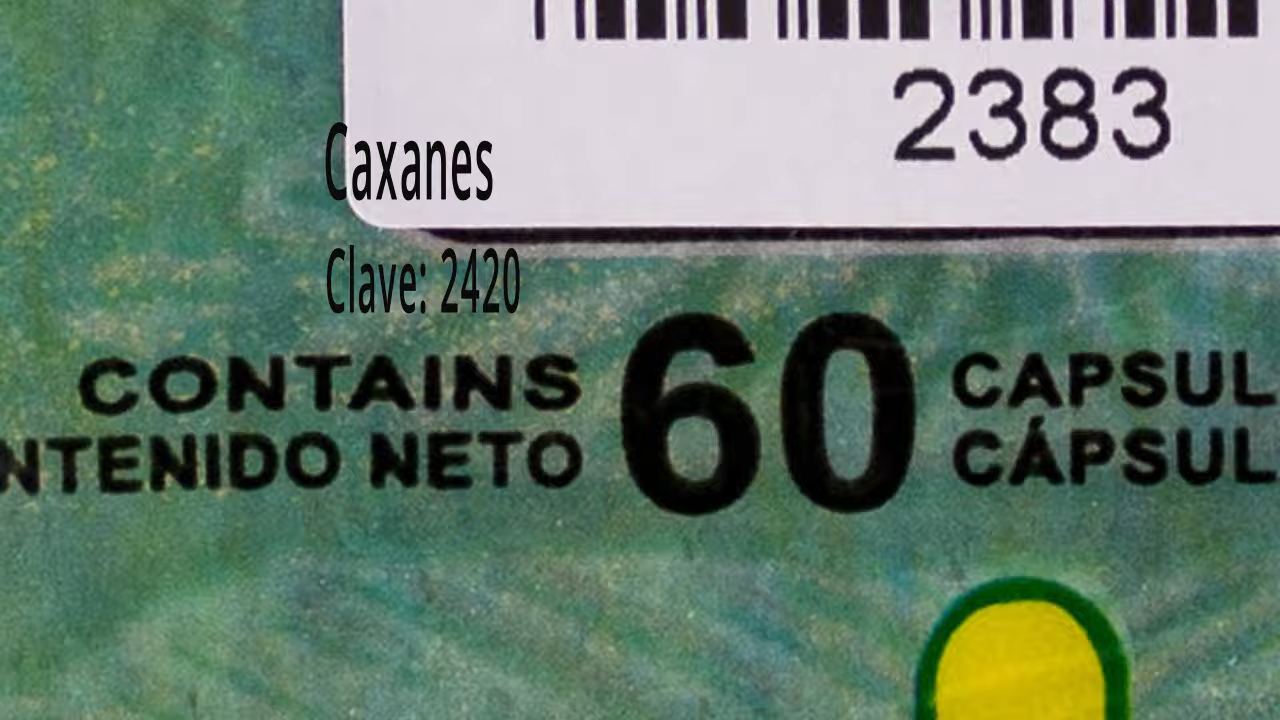 2383
Caxanes
Clave: 2420
CONTAINS 60 CAPSUL
NTENIDO NETO CÁPSUL